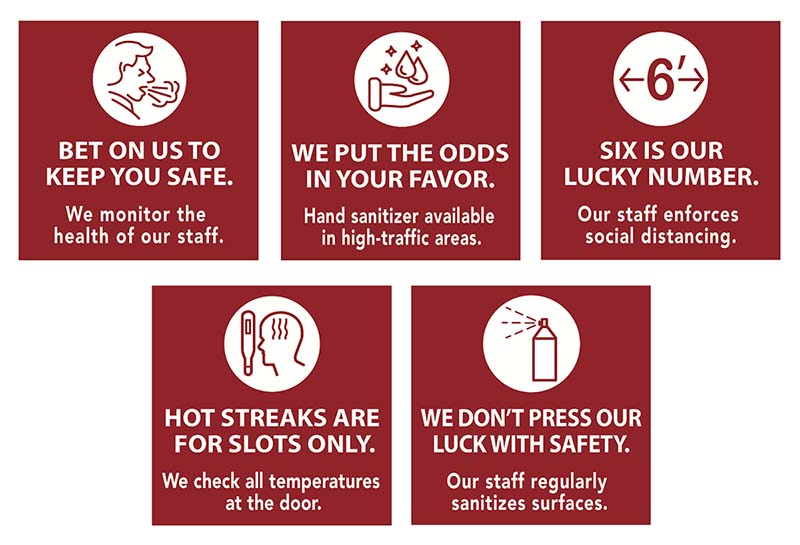 BET ON US TO
KEEP YOU SAFE.
We monitor the
health of our staff.
WE PUT THE ODDS
IN YOUR FAVOR.
Hand sanitizer available
in high-traffic areas.
6’
SIX IS OUR
LUCKY NUMBER.
Our staff enforces
social distancing.
HOT STREAKS ARE
FOR SLOTS ONLY.
We check all temperatures
at the door.
WE DON’T PRESS OUR
LUCK WITH SAFETY.
Our staff regularly
sanitizes surfaces.